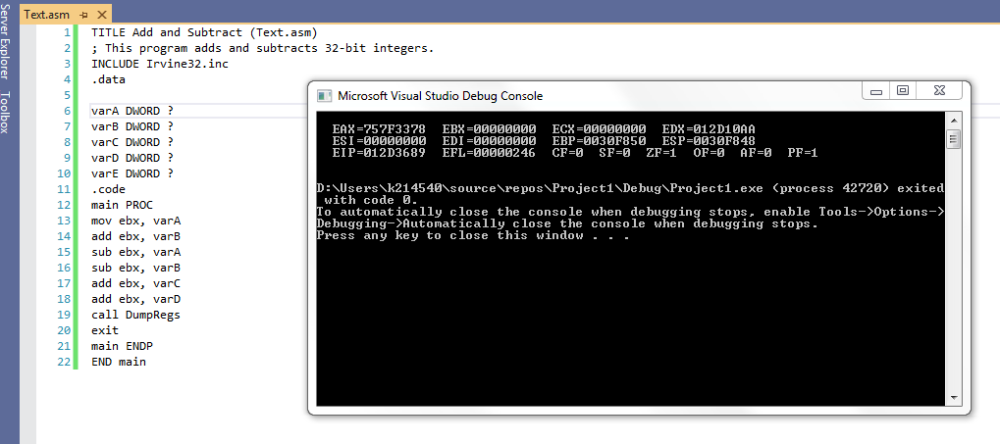 Server Explorer
Toolbox
Text.asm
1 TITLE Add and Subtract (Text.asm)
2 ; This program adds and subtracts 32-bit integers.
3 INCLUDE Irvine32.inc
4 .data
5
6 varA DWORD ?
7 varB DWORD ?
8 varC DWORD ?
9 varD DWORD ?
10 varE DWORD ?
11 .code
12 main PROC
13 mov ebx, varA
14 add ebx, varB
15 sub ebx, varA
16 sub ebx, varB
17 add ebx, varC
18 add ebx, varD
19 call DumpRegs
20 exit
21 main ENDP
22 END main
Microsoft Visual Studio Debug Console
EAX=757F3378 EBX=00000000 ECX=00000000 EDX=012D10AA
ESI=00000000 EDI=00000000 EBP=0030F850 ESP=0030F848
EIP=012D3689 EFL=00000246 CF=0 SF=0 ZF=1 OF=0 AF=0 PF=1
D:\Users\k214540\source\repos\Project1\Debug\Project1.exe (process 42720) exited
with code 0.
To automatically close the console when debugging stops, enable Tools->Options->
Debugging->Automatically close the console when debugging stops.
Press any key to close this window . . .